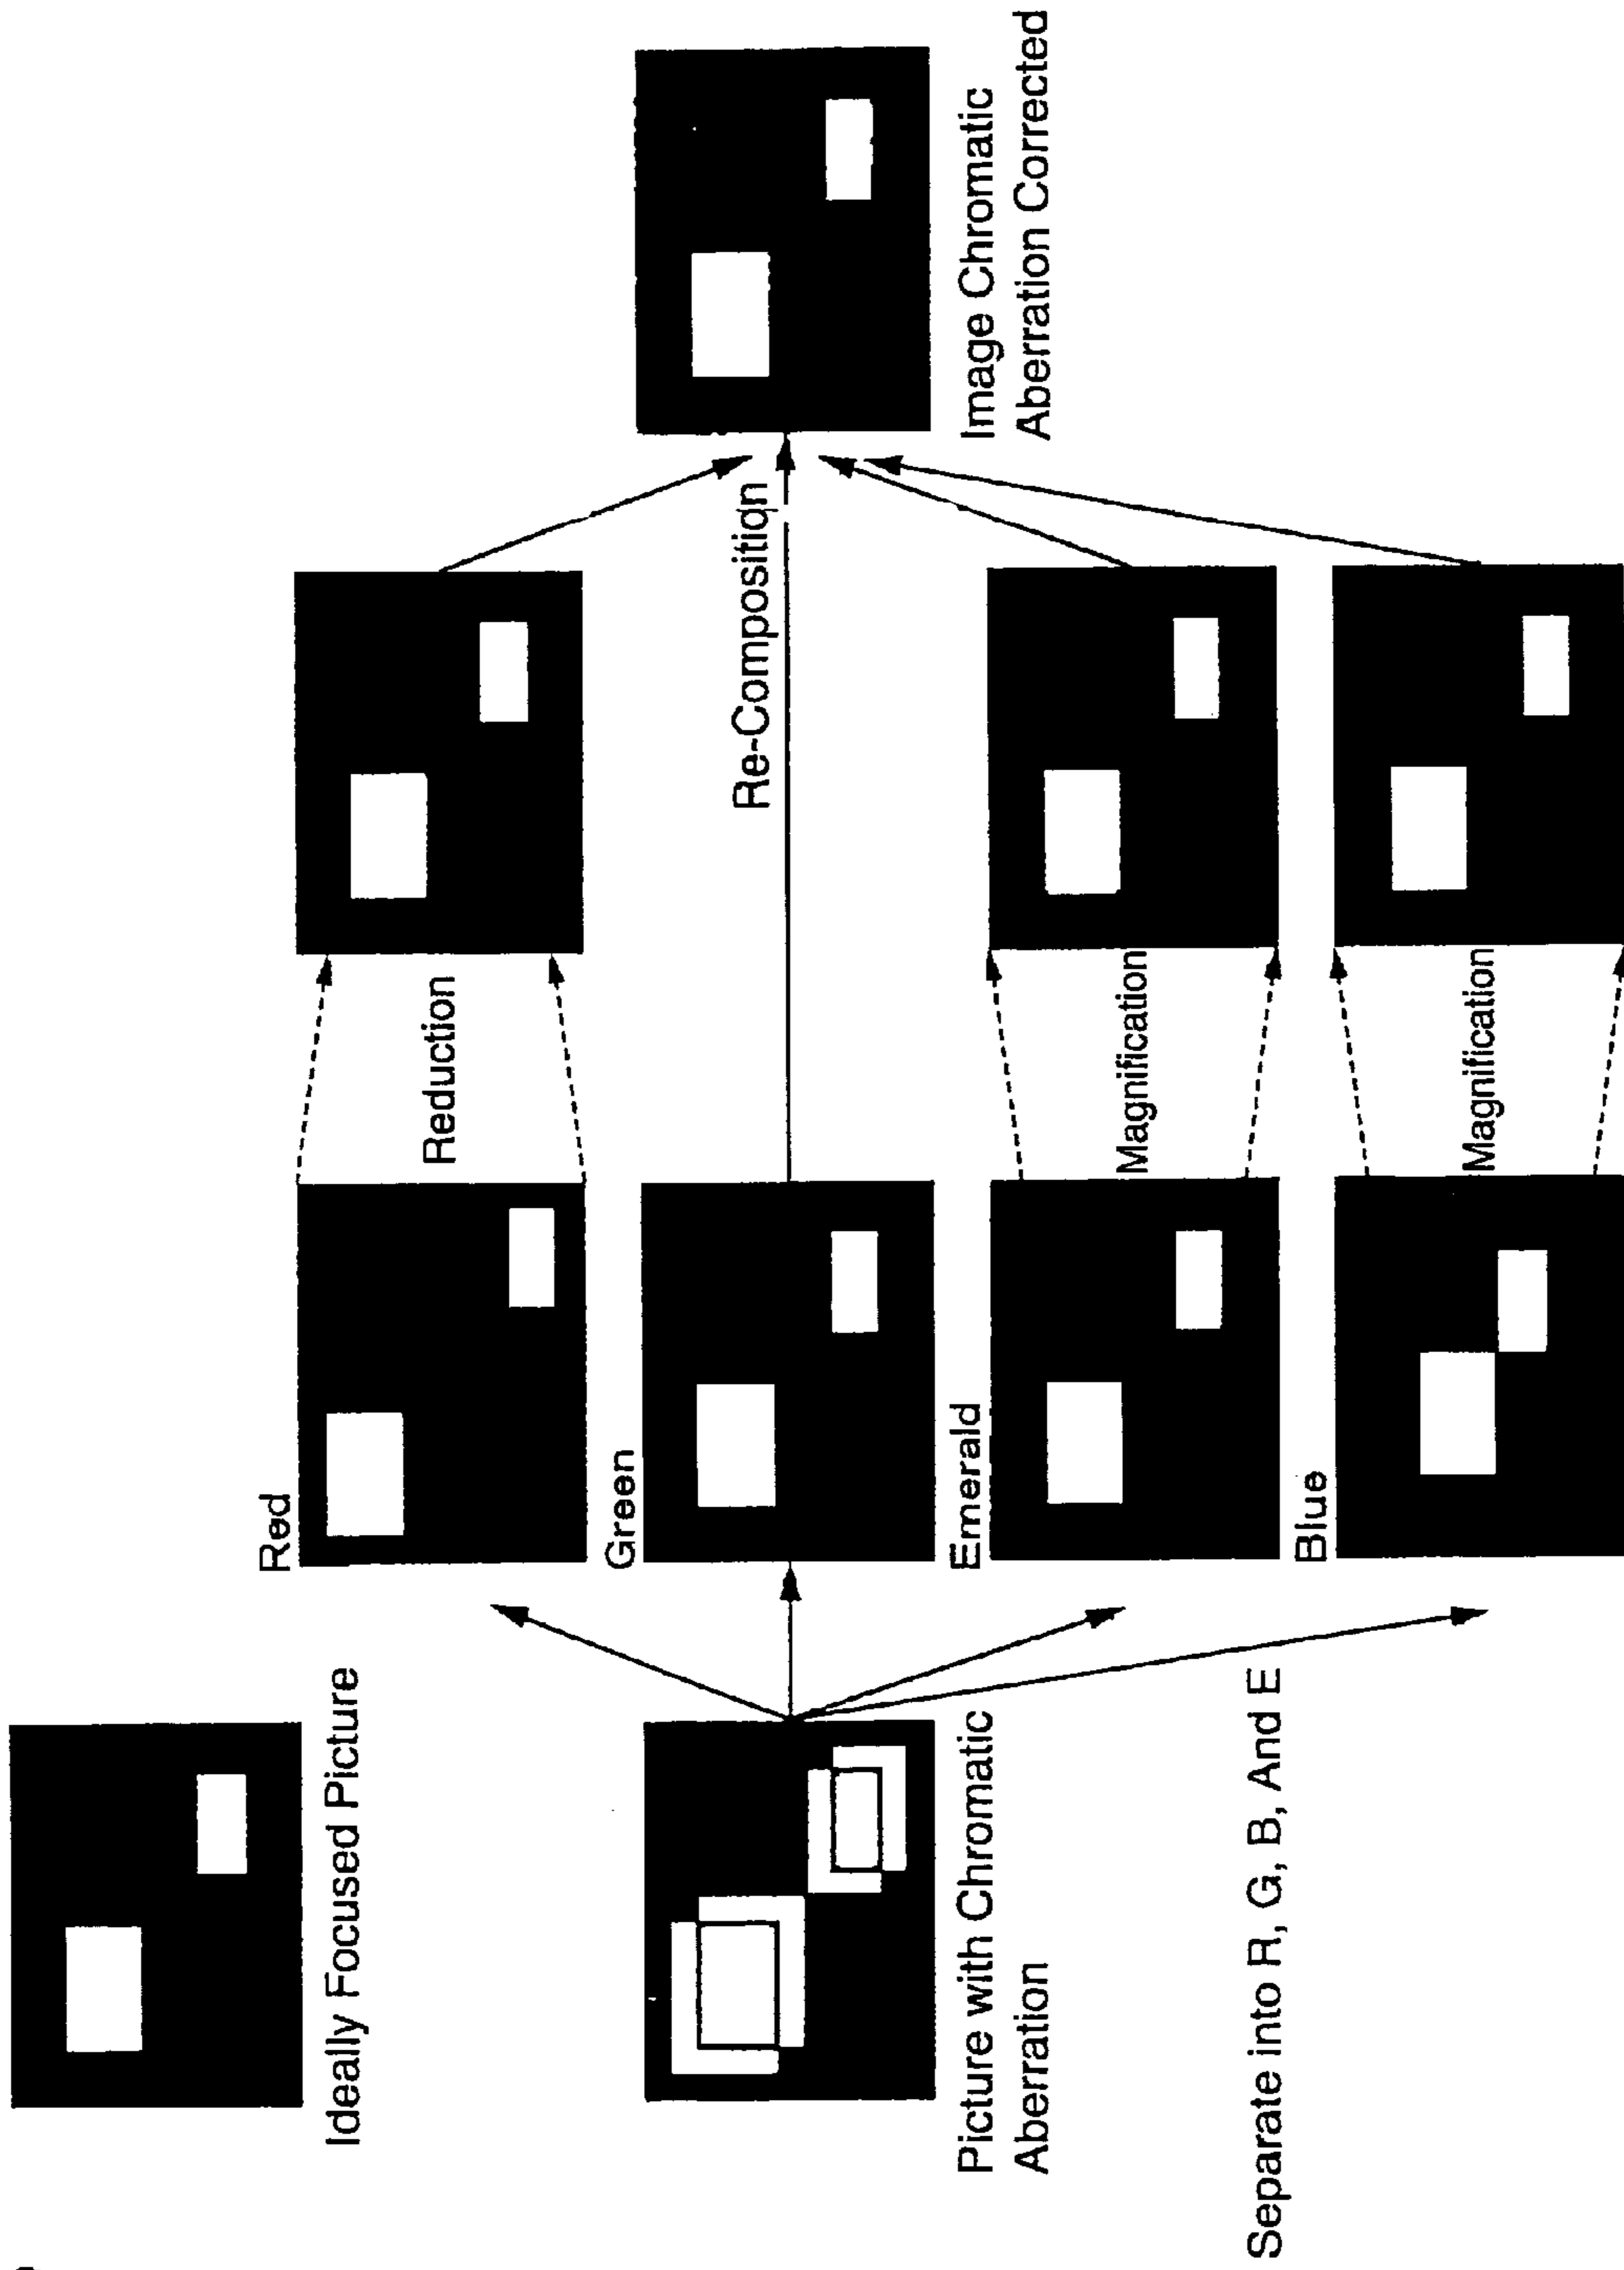 Ideally Focused Picture
Red
Reduction
Green
Re-Composition
Picture with Chromatic
Aberration
Image Chromatic
Aberration Corrected
Emerald
Magnification
Separate into R, G, B, And E
Blue
Magnification